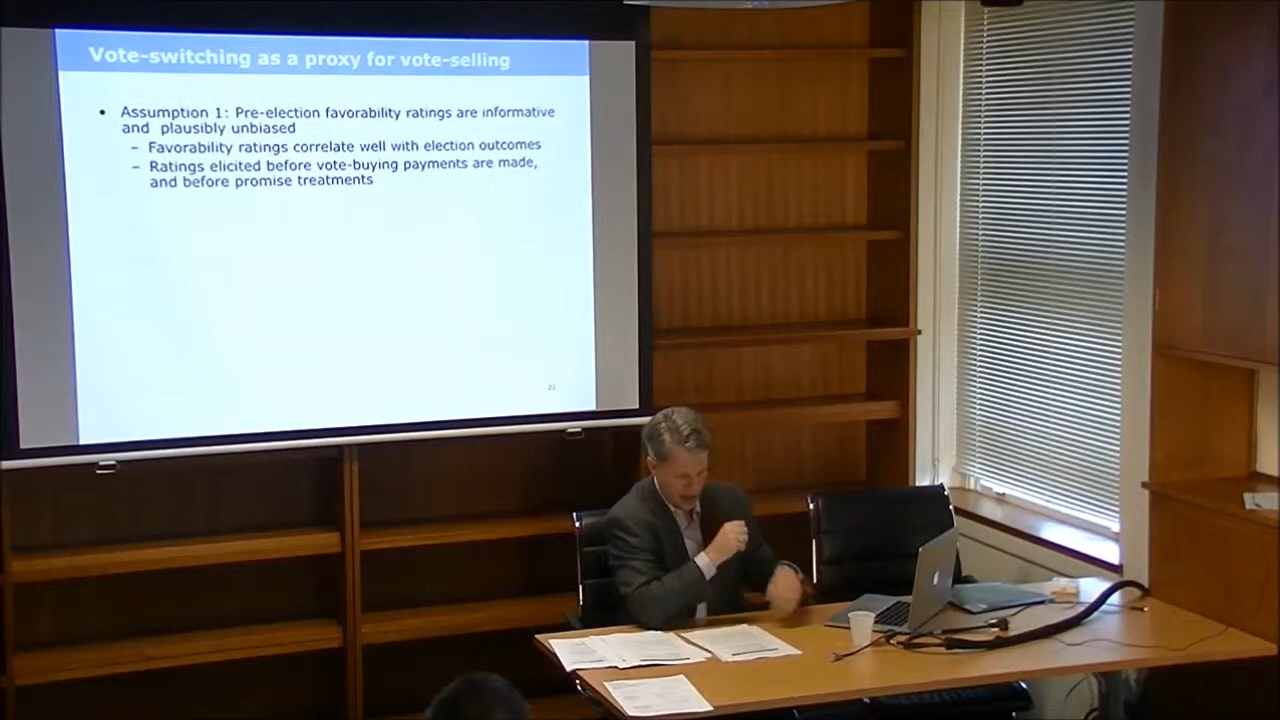 Vote-switching as a proxy for vote-selling
• Assumption 1: Pre-election favorability ratings are informative
and plausibly unbiased
– Favorability ratings correlate well with election outcomes
– Ratings elicited before vote-buying payments are made,
and before promise treatments